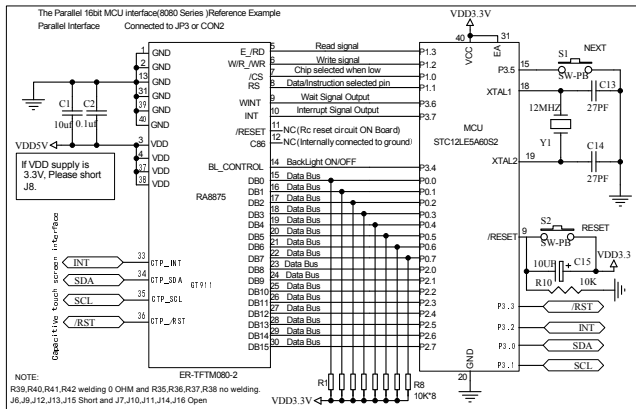 The Parallel 16bit MCU interface(8080 Series )Reference Example
Parallel Interface Connected to JP3 or CON2
VDD3.3V
40 31
VCC EA
1 GND
2 GND
13 GND
31 GND
39 GND
40 GND
C1 C2
10uf 0.1uf
VDD5V
3 VDD
4 VDD
37 VDD
38 VDD
If VDD supply is
3.3V, Please short
J8.
E_/RD 5 Read signal P1.3
W/R_/WR 6 Write signal P1.2
/CS 7 Chip selected when low P1.0
RS 8 Data/Instruction selected pin P1.1
WINT 9 Wait Signal Output P3.6
INT 10 Interrupt Signal Output P3.7
/RESET 11 NC(Rc reset circuit ON Board)
C86 12 NC(Internally connected to ground)
BL_CONTROL 14 BackLight ON/OFF P3.4
RA8875
MCU
STC12LE5A60S2
DB0 15 Data Bus P0.0
DB1 16 Data Bus P0.1
DB2 17 Data Bus P0.2
DB3 18 Data Bus P0.3
DB4 19 Data Bus P0.4
DB5 20 Data Bus P0.5
DB6 21 Data Bus P0.6
DB7 22 Data Bus P0.7
DB8 23 Data Bus P2.0
DB9 24 Data Bus P2.1
DB10 25 Data Bus P2.2
DB11 26 Data Bus P2.3
DB12 27 Data Bus P2.4
DB13 28 Data Bus P2.5
DB14 29 Data Bus P2.6
DB15 30 Data Bus P2.7
P3.5 15 S1 NEXT
SW-PB
XTAL1 18 C13
12MHZ 27PF
Y1
XTAL2 19 C14
27PF
/RESET 9 S2 RESET
SW-PB
10UF C15 VDD3.3
R10 10K
P3.3 /RST
P3.2 INT
P3.0 SDA
P3.1 SCL
GND
20
Capacitive touch screen interface
INT 33 CTP_INT
SDA 34 CTP_SDA
SCL 35 CTP_SCL
/RST 36 CTP_/RST
GT911
ER-TFTM080-2
R1 R8
10K*8
VDD3.3V
NOTE:
R39,R40,R41,R42 welding 0 OHM and R35,R36,R37,R38 no welding.
J6,J9,J12,J13,J15 Short and J7,J10,J11,J14,J16 Open